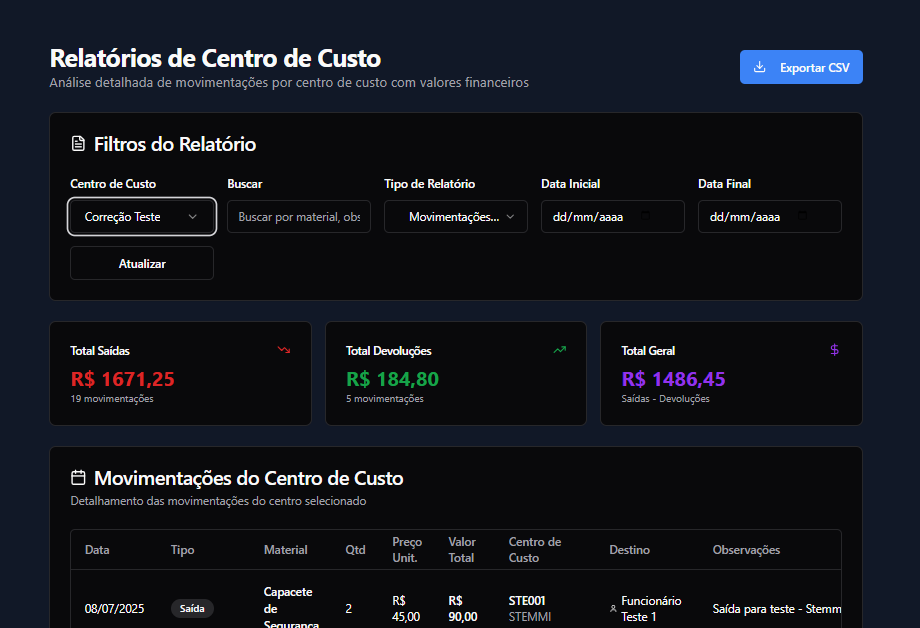 Relatórios de Centro de Custo
Análise detalhada de movimentações por centro de custo com valores financeiros
Exportar CSV
Filtros do Relatório
Centro de Custo
Buscar
Tipo de Relatório
Data Inicial
Data Final
Correção Teste
Buscar por material, obs
Movimentações...
dd/mm/aaaa
dd/mm/aaaa
Atualizar
Total Saídas
R$ 1671,25
19 movimentações
Total Devoluções
R$ 184,80
5 movimentações
Total Geral
$
R$ 1486,45
Saídas - Devoluções
Movimentações do Centro de Custo
Detalhamento das movimentações do centro selecionado
Data
Tipo
Material
Qtd
Preço
Unit.
Valor
Total
Centro de
Custo
Destino
Observações
08/07/2025
Saída
Capacete
de
Segurança
2
R$
45,00
R$
90,00
STE001
STEMMI
Funcionário
Teste 1
Saída para teste - Stemm